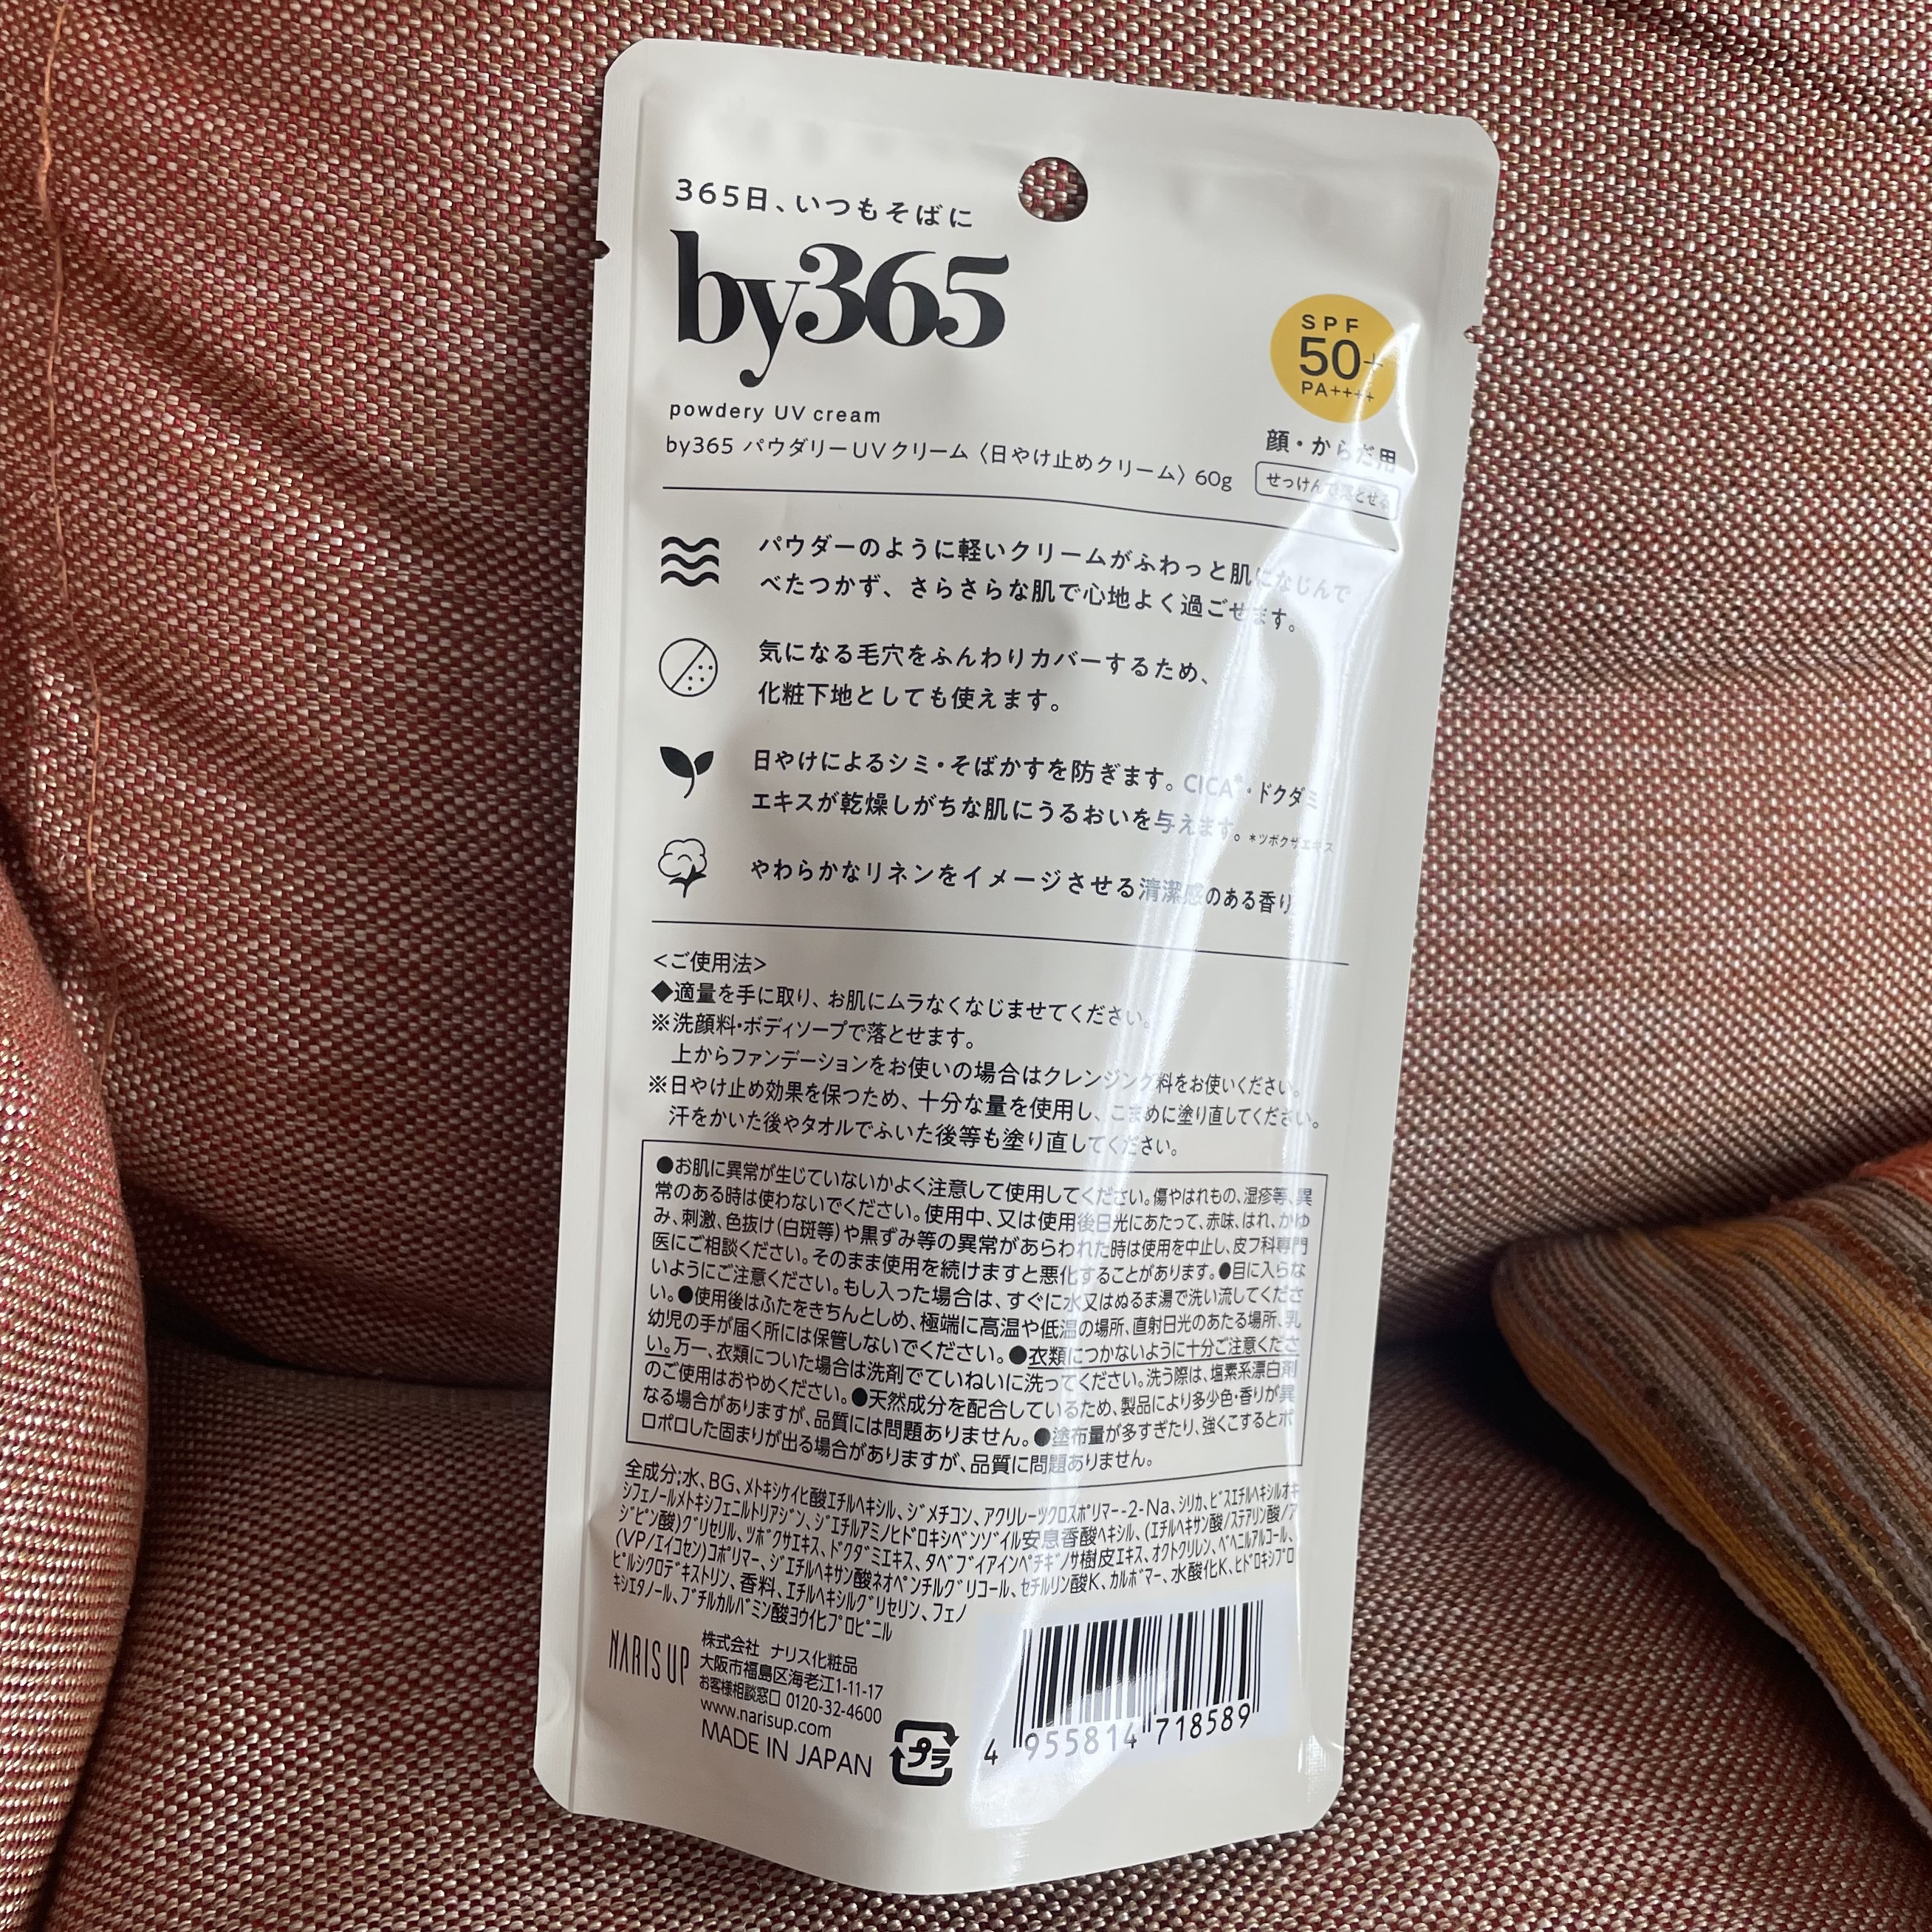 365日、いつもそばに
by365
SPF
50+
PA++++
powdery UV cream
by365 パウダリーUVクリーム〈日やけ止めクリーム〉60g
顔・からだ用
せっけんで落とせる
パウダーのように軽いクリームがふわっと肌になじんで
べたつかず、さらさらな肌で心地よく過ごせます。
気になる毛穴をふんわりカバーするため、
化粧下地としても使えます。
日やけによるシミ・そばかすを防ぎます。CICA*・ドクダミ
エキスが乾燥しがちな肌にうるおいを与えます。*ツボクサエキス
やわらかなリネンをイメージさせる清潔感のある香り
<ご使用法>
◆適量を手に取り、お肌にムラなくなじませてください。
※洗顔料・ボディソープで落とせます。
上からファンデーションをお使いの場合はクレンジング料をお使いください。
※日やけ止め効果を保つため、十分な量を使用し、こまめに塗り直してください。
汗をかいた後やタオルでふいた後等も塗り直してください。
●お肌に異常が生じていないかよく注意して使用してください。傷やはれもの、湿疹等、異
常のある時は使わないでください。使用中、又は使用後日光にあたって、赤味、はれ、かゆ
み、刺激、色抜け(白斑等)や黒ずみ等の異常があらわれた時は使用を中止し、皮フ科専門
医にご相談ください。そのまま使用を続けますと悪化することがあります。●目に入らな
いようにご注意ください。もし入った場合は、すぐに水又はぬるま湯で洗い流してくださ
い。●使用後はふたをきちんとしめ、極端に高温や低温の場所、直射日光のあたる場所、乳
幼児の手が届く所には保管しないでください。●衣類につかないように十分ご注意くださ
い。万一、衣類についた場合は洗剤でていねいに洗ってください。洗う際は、塩素系漂白剤
のご使用はおやめください。●天然成分を配合しているため、製品により多少色・香りが異
なる場合がありますが、品質には問題ありません。●塗布量が多すぎたり、強くこするとポ
ロポロした固まりが出る場合がありますが、品質に問題ありません。
全成分;水、BG、メトキシケイヒ酸エチルヘキシル、ジメチコン、アクリレーツクロスポリマー-2-Na、シリカ、ビスエチルヘキシルオキ
シフェノールメトキシフェニルトリアジン、ジエチルアミノヒドロキシベンゾイル安息香酸ヘキシル、(エチルヘキサン酸/ステアリン酸/ア
ジピン酸)グリセリル、ツボクサエキス、ドクダミエキス、タベブイアインペチギノサ樹皮エキス、オクトクリレン、ベヘニルアルコール、
(VP/エイコセン)コポリマー、ジエチルヘキサン酸ネオペンチルグリコール、セチルリン酸K、カルボマー、水酸化K、ヒドロキシプロ
ピルシクロデキストリン、香料、エチルヘキシルグリセリン、フェノ
キシエタノール、ブチルカルバミン酸ヨウ化プロピニル
NARIS UP
株式会社 ナリス化粧品
大阪市福島区海老江1-11-17
お客様相談窓口 0120-32-4600
www.narisup.com
MADE IN JAPAN
プラ
4 955814 718589